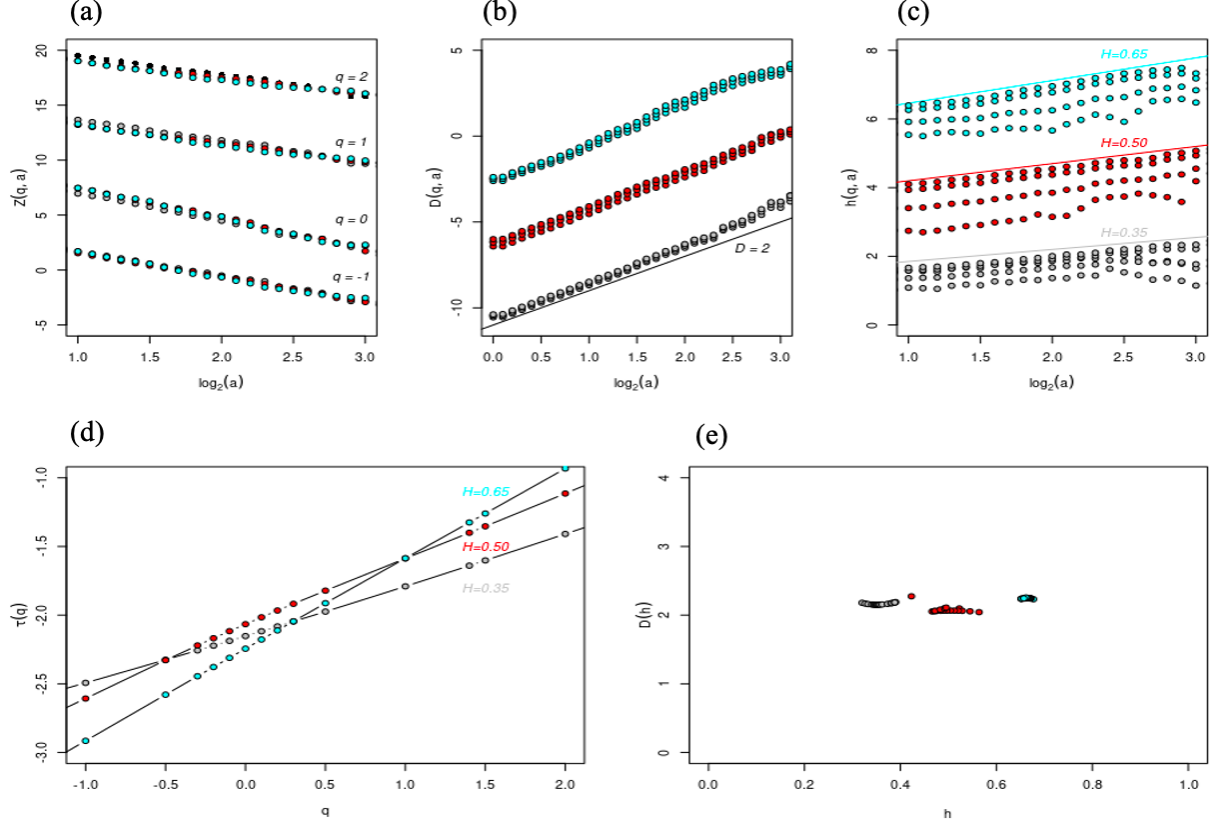 (a)
(b)
(c)
20
15
10
5
0
-5
Z(q, a)
q = 2
q = 1
q = 0
q = -1
1.0 1.5 2.0 2.5 3.0
log2(a)
5
0
-5
-10
D(q, a)
D = 2
0.0 0.5 1.0 1.5 2.0 2.5 3.0
log2(a)
8
6
4
2
0
h(q, a)
H=0.65
H=0.50
H=0.35
1.0 1.5 2.0 2.5 3.0
log2(a)
(d)
(e)
-1.0
-1.5
-2.0
-2.5
-3.0
τ(q)
H=0.65
H=0.50
H=0.35
-1.0 -0.5 0.0 0.5 1.0 1.5 2.0
q
4
3
2
1
0
D(h)
0.0 0.2 0.4 0.6 0.8 1.0
h